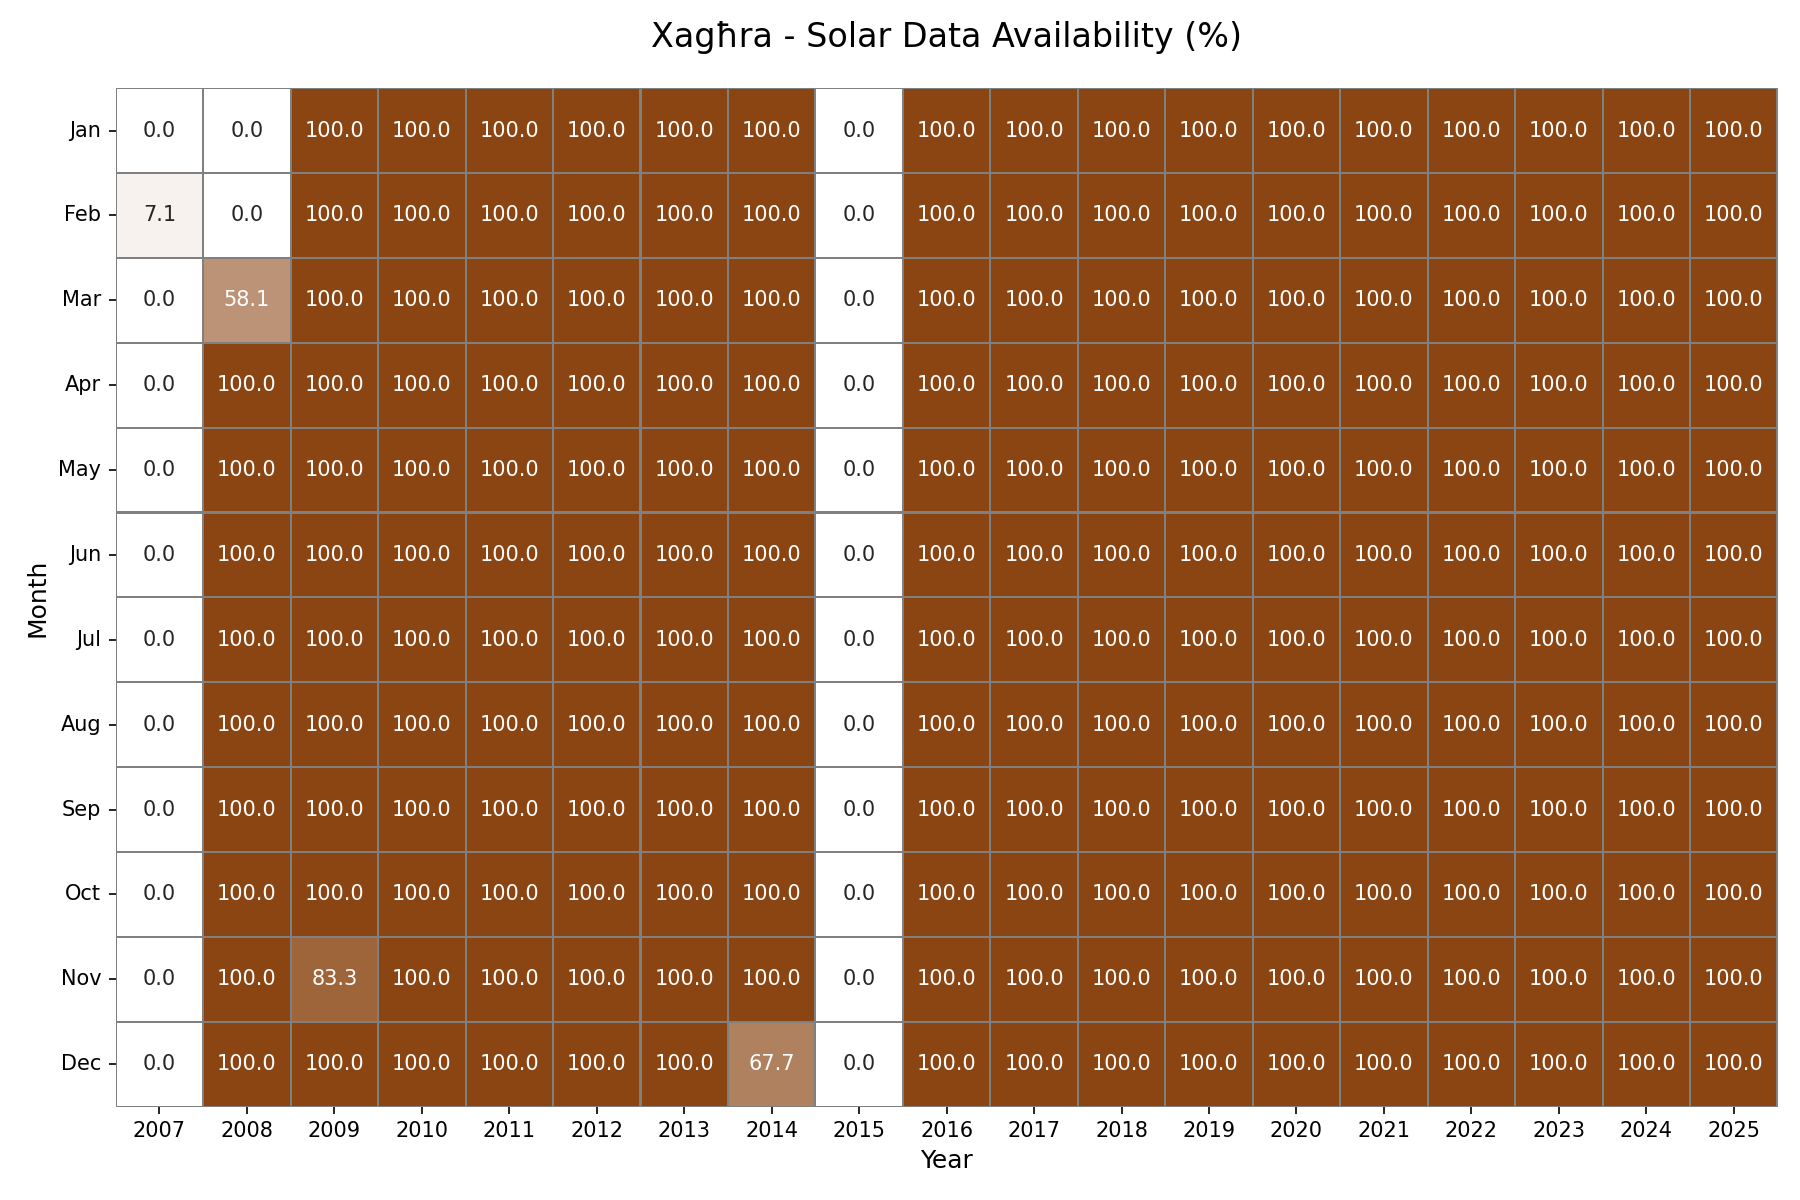 Xagħra - Solar Data Availability (%)
Jan 0.0 0.0 100.0 100.0 100.0 100.0 100.0 100.0 0.0 100.0 100.0 100.0 100.0 100.0 100.0 100.0 100.0 100.0 100.0
Feb 7.1 0.0 100.0 100.0 100.0 100.0 100.0 100.0 0.0 100.0 100.0 100.0 100.0 100.0 100.0 100.0 100.0 100.0 100.0
Mar 0.0 58.1 100.0 100.0 100.0 100.0 100.0 100.0 0.0 100.0 100.0 100.0 100.0 100.0 100.0 100.0 100.0 100.0 100.0
Apr 0.0 100.0 100.0 100.0 100.0 100.0 100.0 100.0 0.0 100.0 100.0 100.0 100.0 100.0 100.0 100.0 100.0 100.0 100.0
May 0.0 100.0 100.0 100.0 100.0 100.0 100.0 100.0 0.0 100.0 100.0 100.0 100.0 100.0 100.0 100.0 100.0 100.0 100.0
Jun 0.0 100.0 100.0 100.0 100.0 100.0 100.0 100.0 0.0 100.0 100.0 100.0 100.0 100.0 100.0 100.0 100.0 100.0 100.0
Month
Jul 0.0 100.0 100.0 100.0 100.0 100.0 100.0 100.0 0.0 100.0 100.0 100.0 100.0 100.0 100.0 100.0 100.0 100.0 100.0
Aug 0.0 100.0 100.0 100.0 100.0 100.0 100.0 100.0 0.0 100.0 100.0 100.0 100.0 100.0 100.0 100.0 100.0 100.0 100.0
Sep 0.0 100.0 100.0 100.0 100.0 100.0 100.0 100.0 0.0 100.0 100.0 100.0 100.0 100.0 100.0 100.0 100.0 100.0 100.0
Oct 0.0 100.0 100.0 100.0 100.0 100.0 100.0 100.0 0.0 100.0 100.0 100.0 100.0 100.0 100.0 100.0 100.0 100.0 100.0
Nov 0.0 100.0 83.3 100.0 100.0 100.0 100.0 100.0 0.0 100.0 100.0 100.0 100.0 100.0 100.0 100.0 100.0 100.0 100.0
Dec 0.0 100.0 100.0 100.0 100.0 100.0 100.0 67.7 0.0 100.0 100.0 100.0 100.0 100.0 100.0 100.0 100.0 100.0 100.0
2007 2008 2009 2010 2011 2012 2013 2014 2015 2016 2017 2018 2019 2020 2021 2022 2023 2024 2025
Year